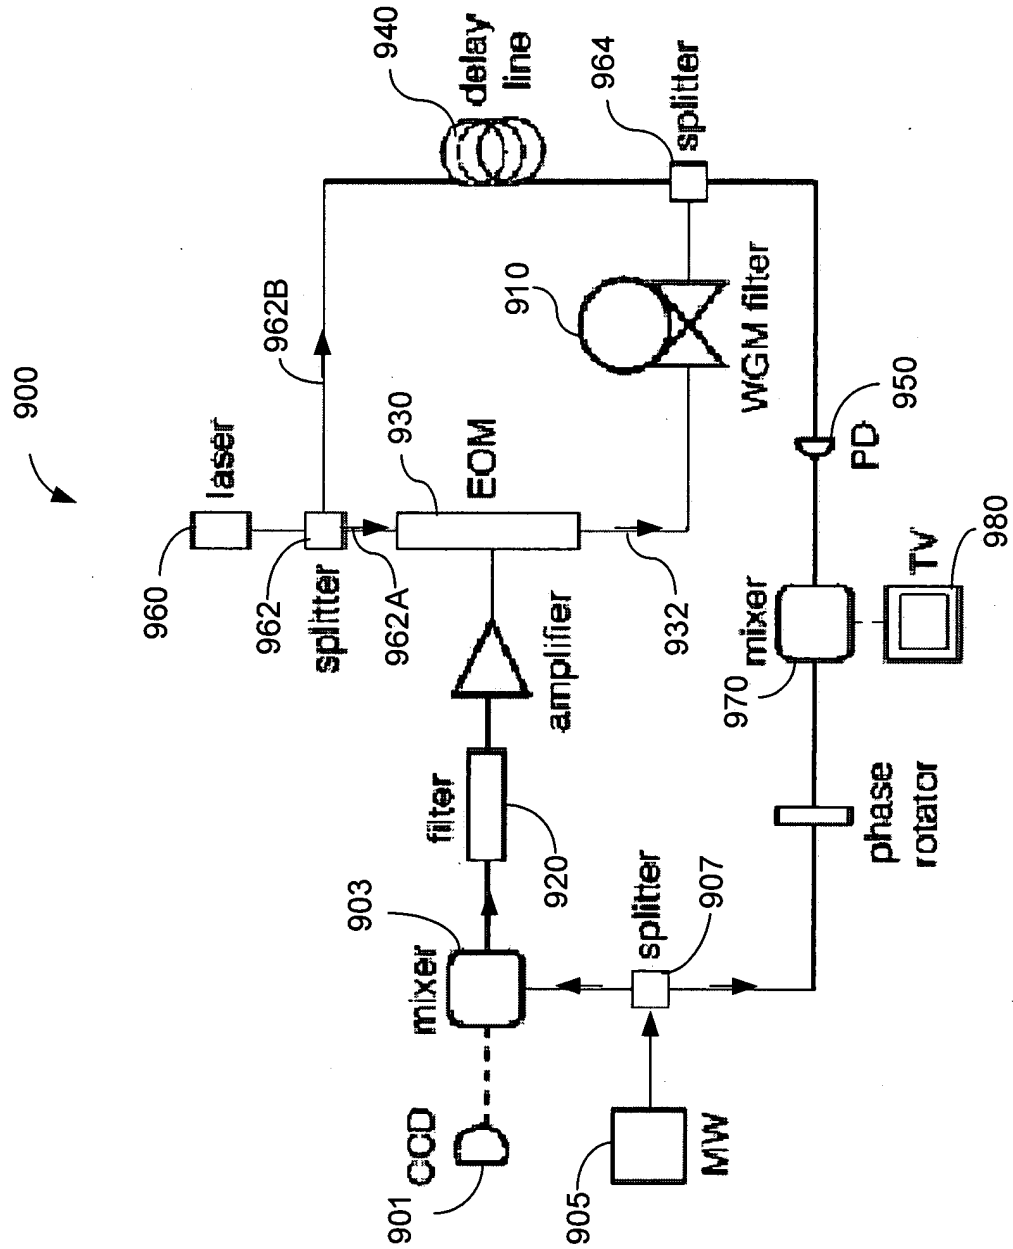 900
960
laser
962
962B
splitter
903
940
901
962A
930
CCD
mixer
filter
delay
line
EOM
910
920
amplifier
905
964
splitter
932
splitter
907
MW
970
mixer
WGM filter
PD
950
phase
rotator
TV
980